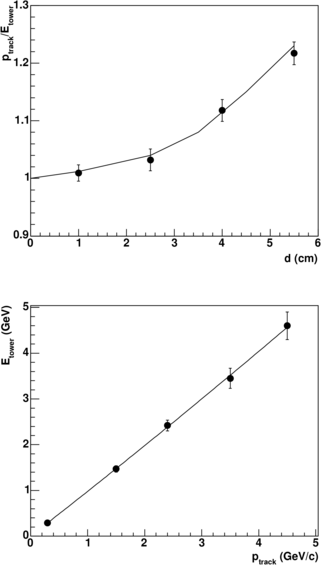 p_track/E_tower
1.3
1.2
1.1
1
0.9
0 1 2 3 4 5 6
d (cm)
E_tower (GeV)
5
4
3
2
1
0
0 1 2 3 4 5
p_track (GeV/c)